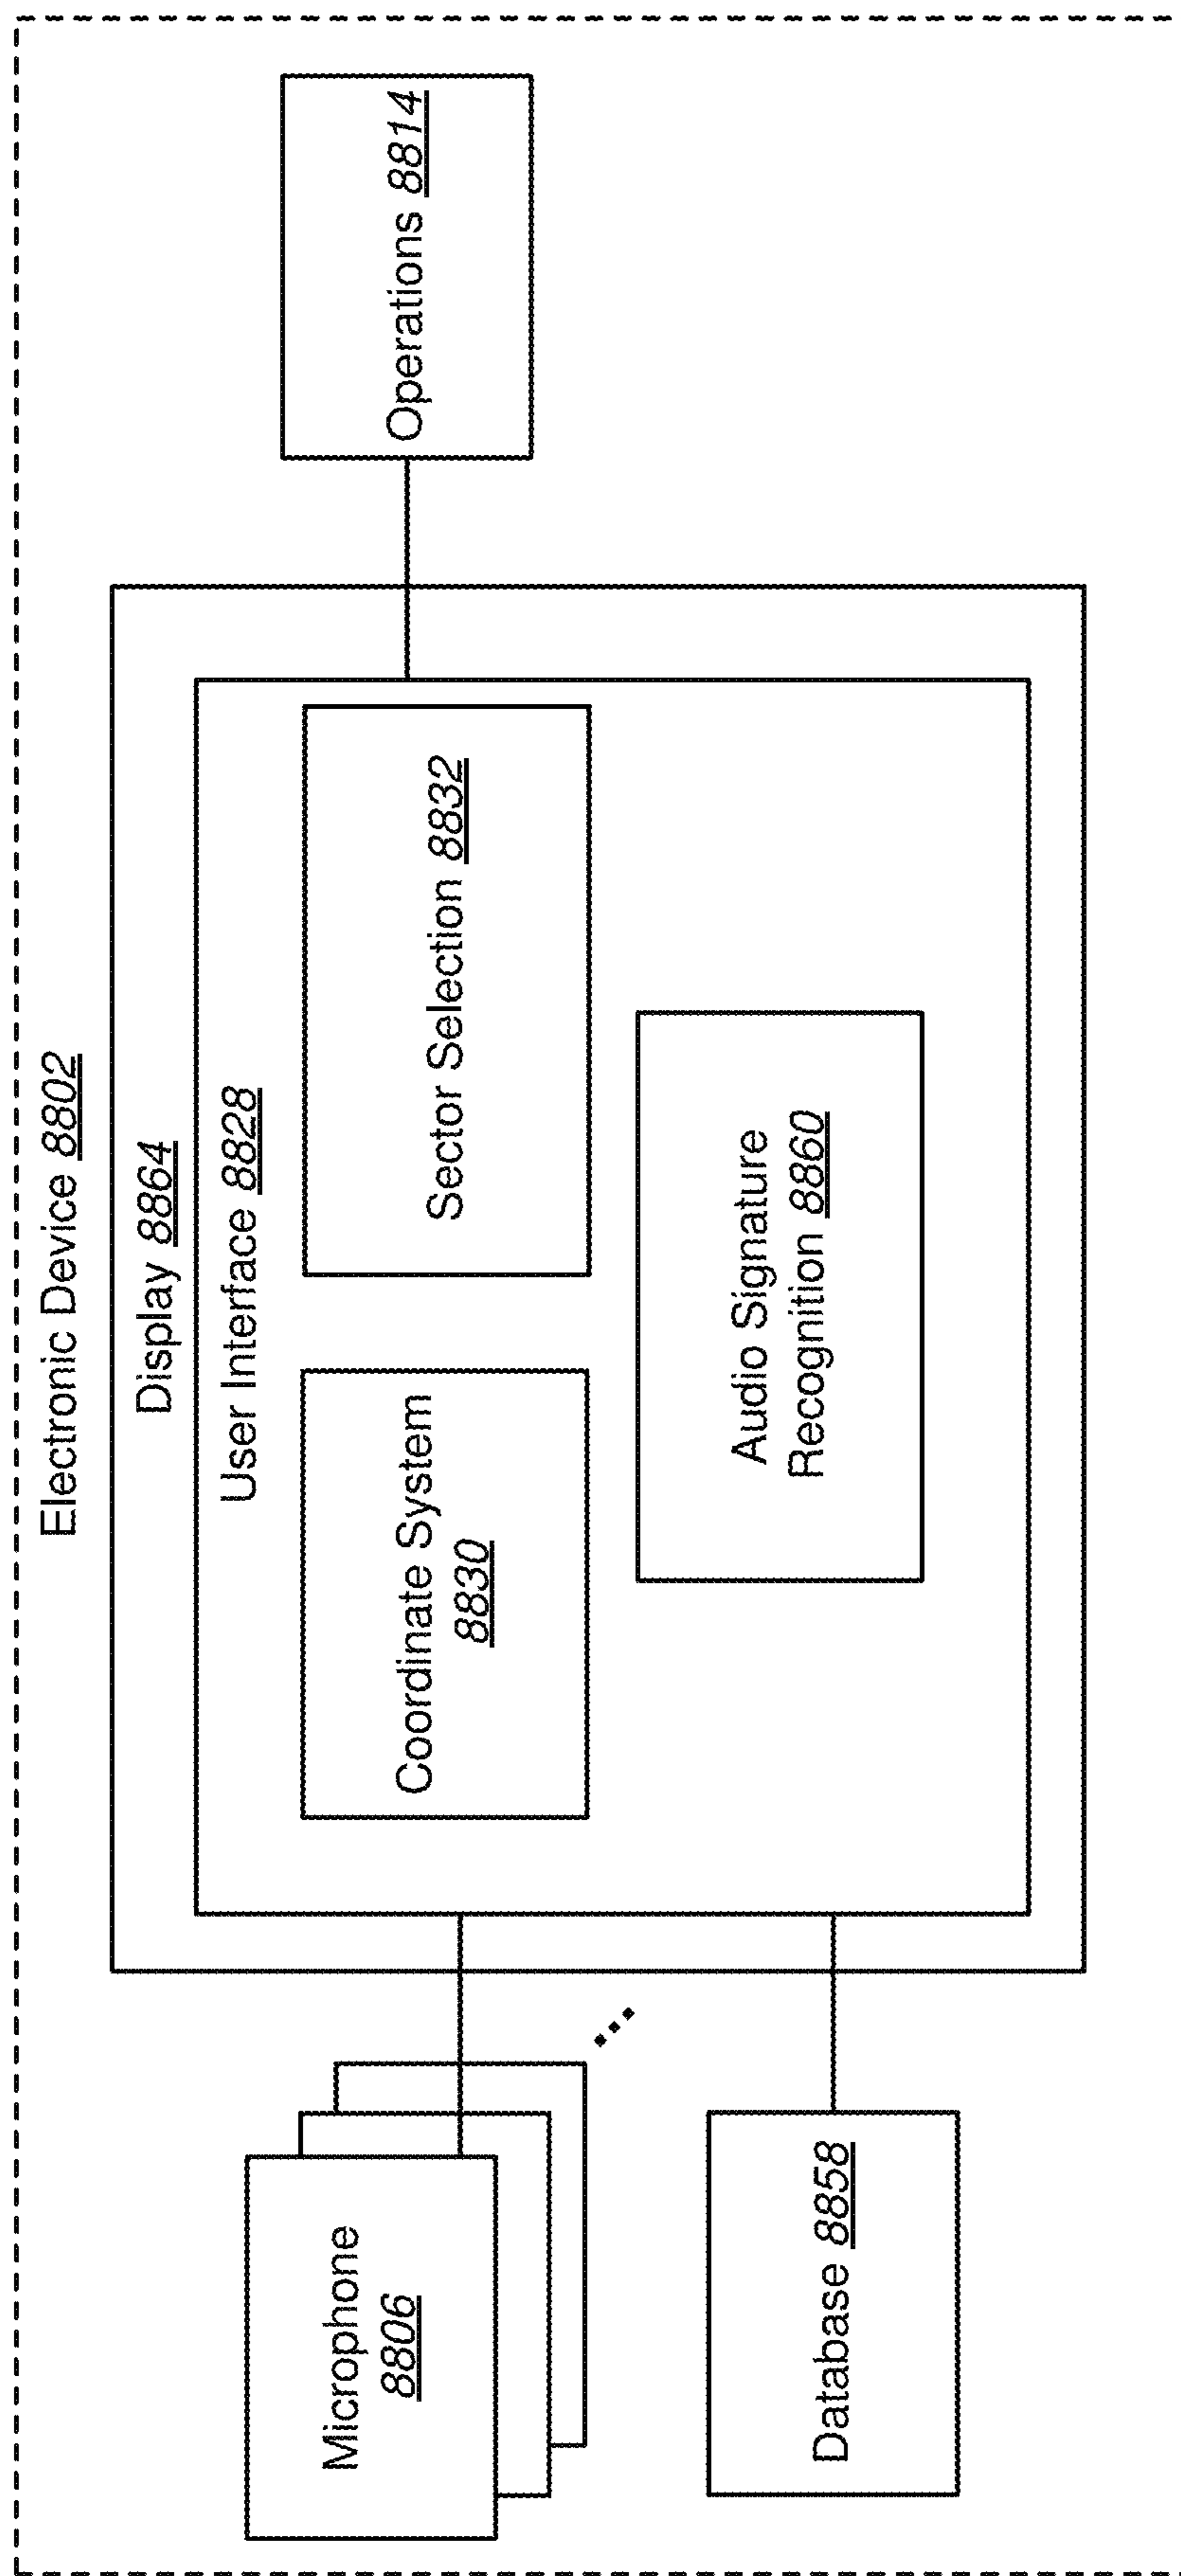 Electronic Device 8802
Display 8864
User Interface 8828
Microphone
8806
Coordinate System
8830
Sector Selection 8832
Operations 8814
Database 8858
Audio Signature
Recognition 8860